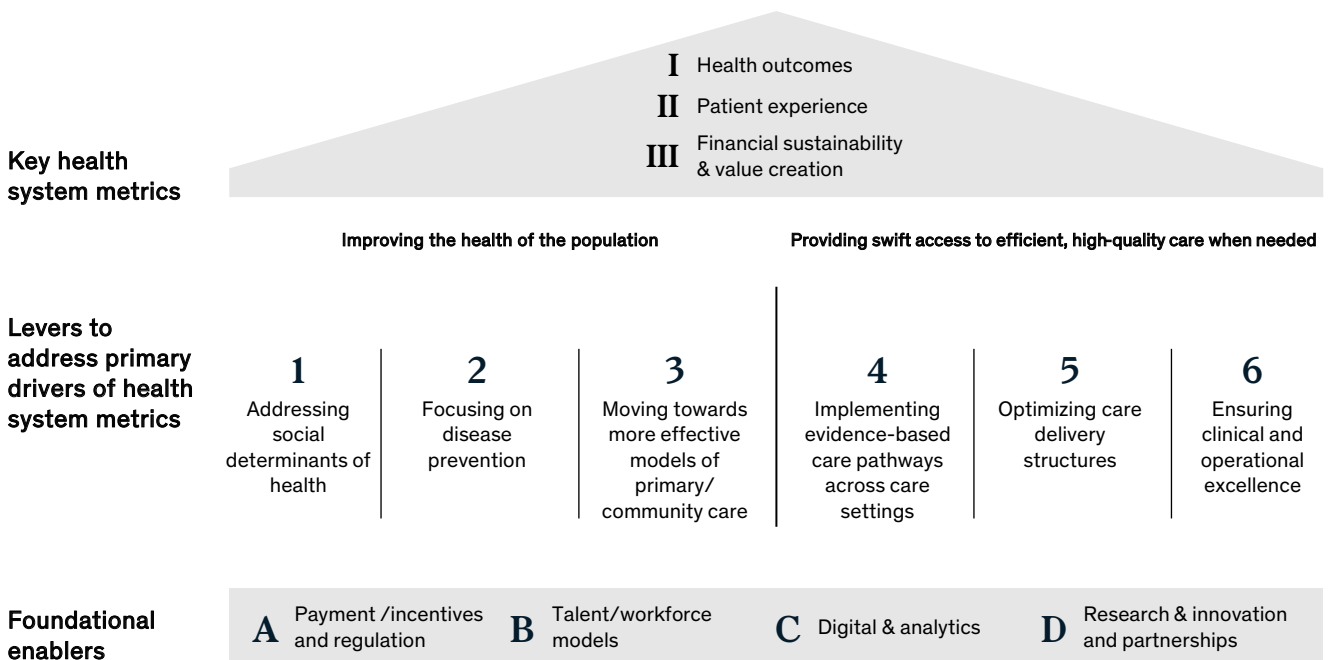 I Health outcomes
II Patient experience
III Financial sustainability
& value creation
Key health
system metrics
Improving the health of the population
Providing swift access to efficient, high-quality care when needed
Levers to
address primary
drivers of health
system metrics
1
Addressing
social
determinants of
health
2
Focusing on
disease
prevention
3
Moving towards
more effective
models of
primary/
community care
4
Implementing
evidence-based
care pathways
across care
settings
5
Optimizing care
delivery
structures
6
Ensuring
clinical and
operational
excellence
Foundational
enablers
A Payment /incentives
and regulation
B Talent/workforce
models
C Digital & analytics
D Research & innovation
and partnerships